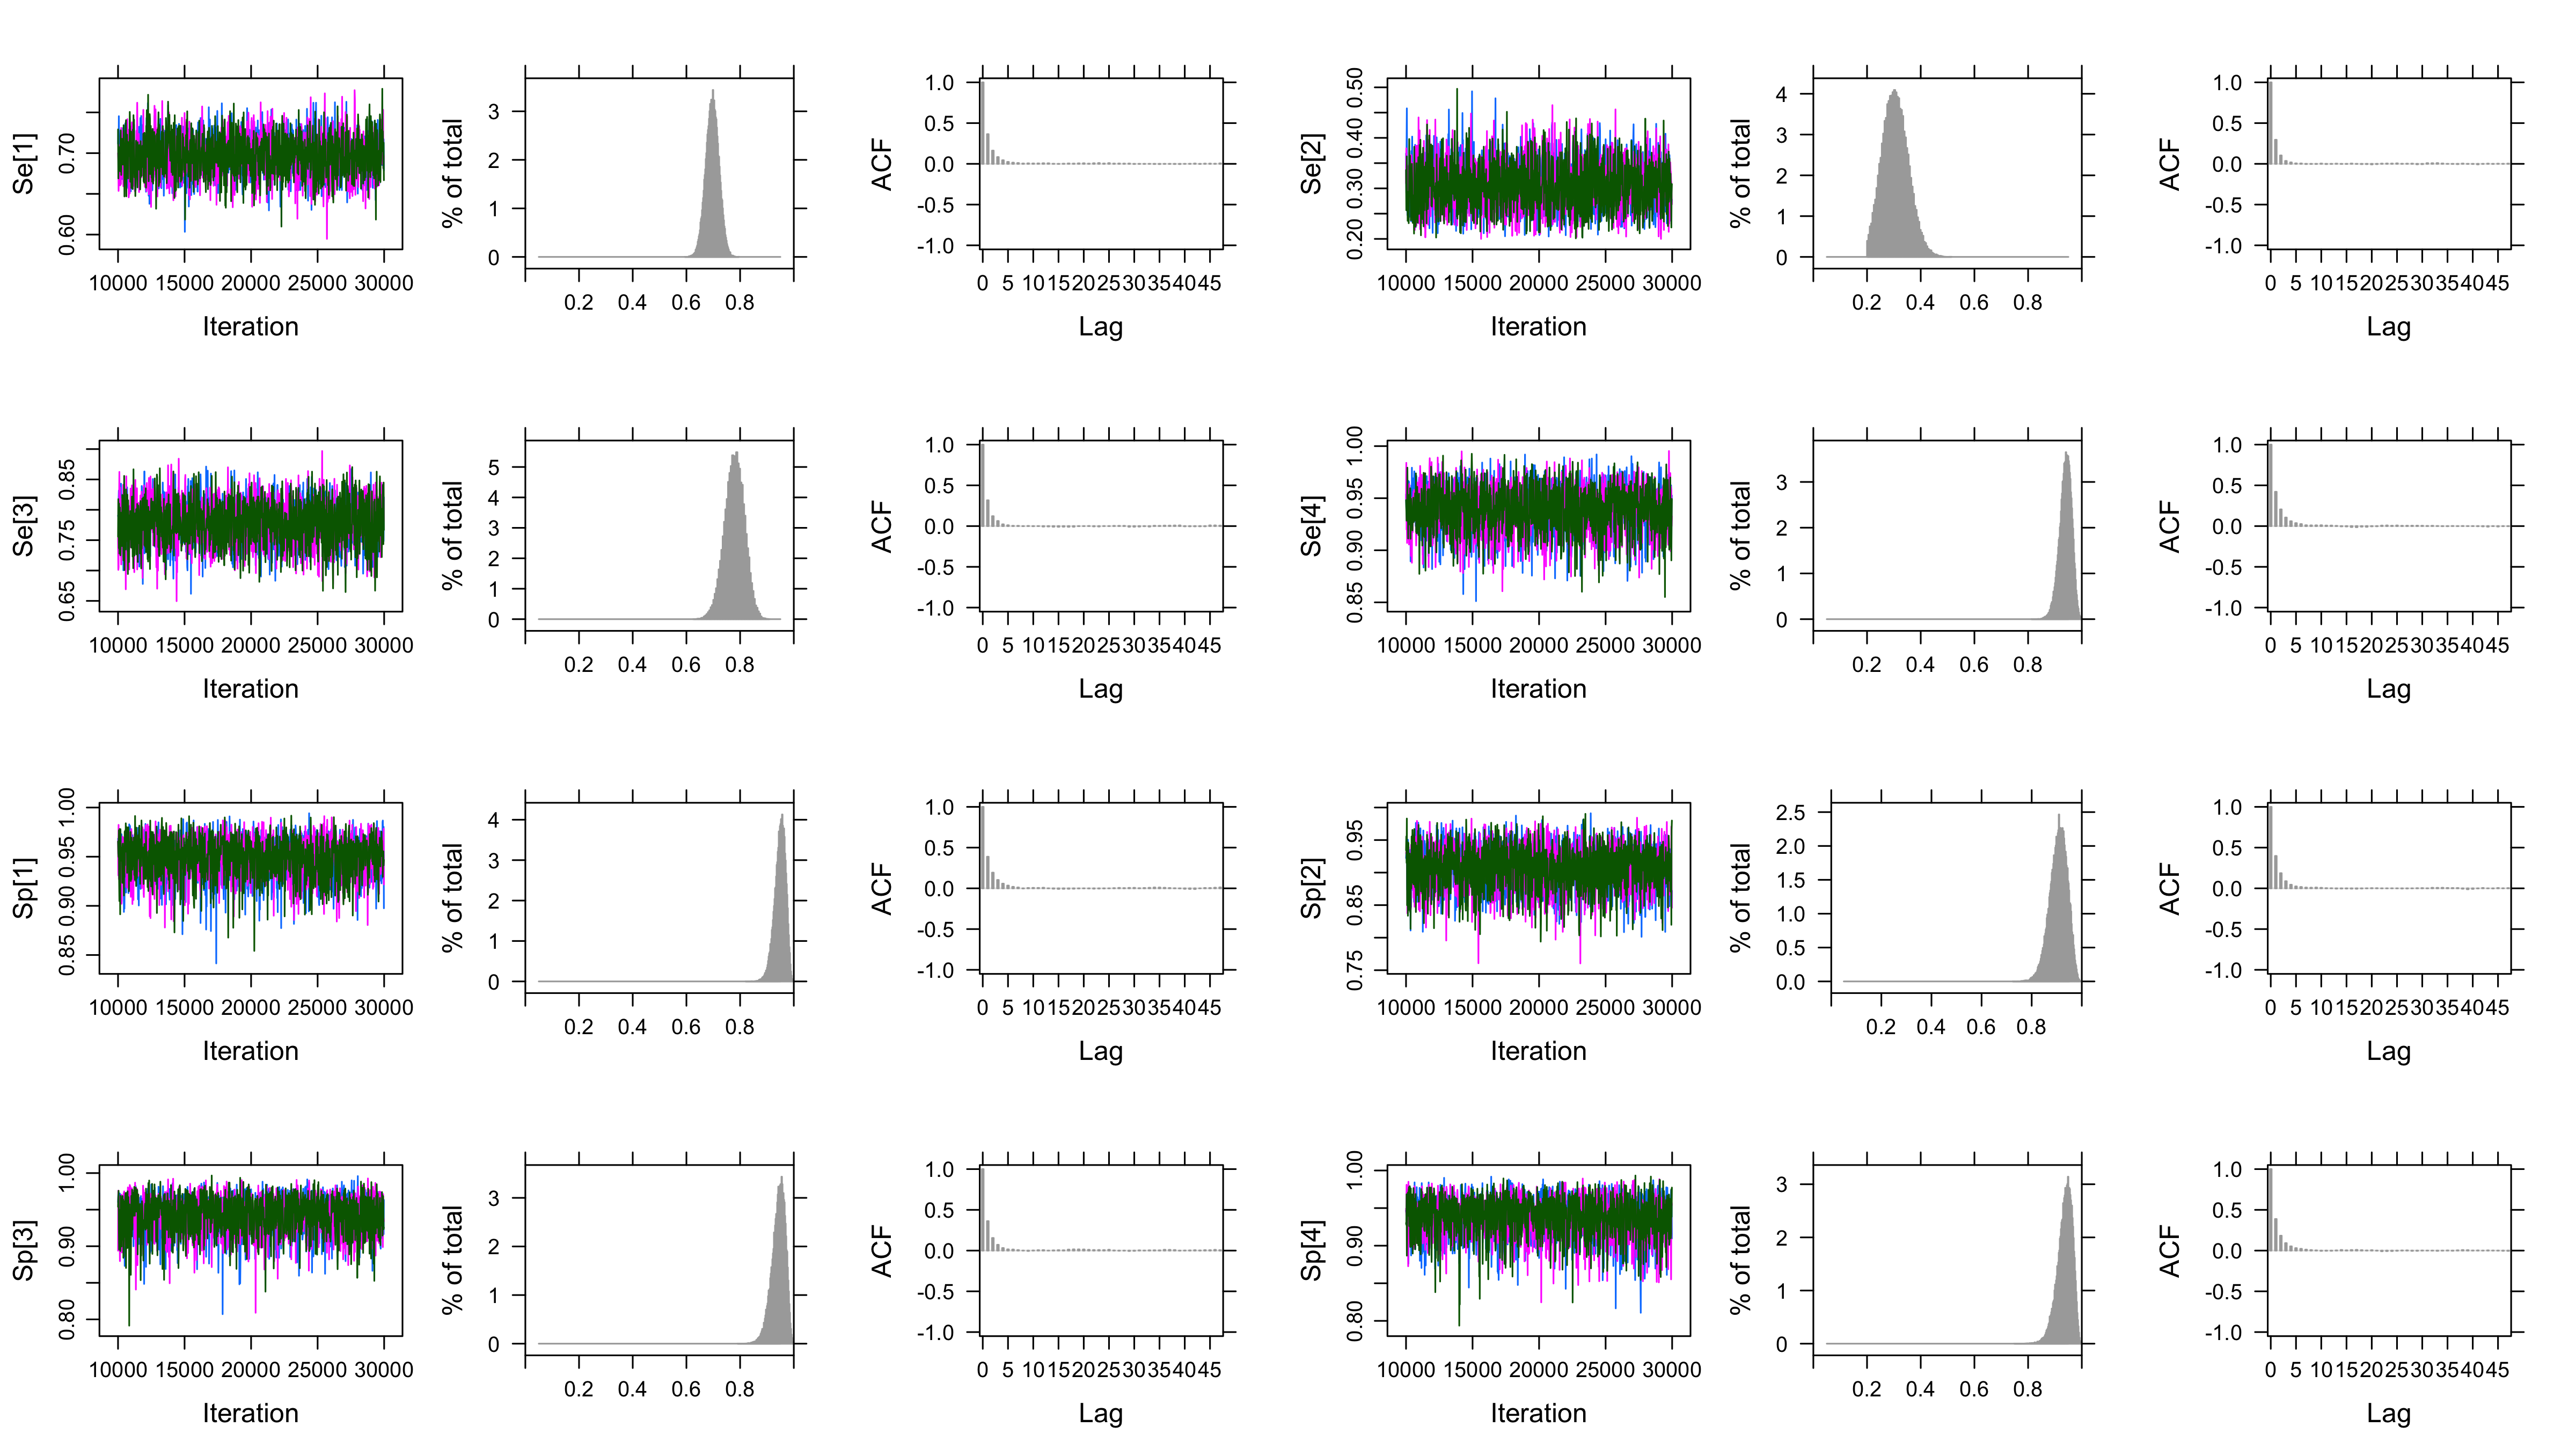 Se[1]
0.60 0.70
10000 15000 20000 25000 30000
Iteration
% of total
0 1 2 3
0.2 0.4 0.6 0.8
ACF
1.0 0.5 0.0 -0.5 -1.0
0 5 10 15 20 25 30 35 40 45
Lag
Se[2]
0.20 0.30 0.40 0.50
10000 15000 20000 25000 30000
Iteration
% of total
0 1 2 3 4
0.2 0.4 0.6 0.8
ACF
1.0 0.5 0.0 -0.5 -1.0
0 5 10 15 20 25 30 35 40 45
Lag
Se[3]
0.65 0.75 0.85
10000 15000 20000 25000 30000
Iteration
% of total
0 1 2 3 4 5
0.2 0.4 0.6 0.8
ACF
1.0 0.5 0.0 -0.5 -1.0
0 5 10 15 20 25 30 35 40 45
Lag
Se[4]
0.85 0.90 0.95 1.00
10000 15000 20000 25000 30000
Iteration
% of total
0 1 2 3
0.2 0.4 0.6 0.8
ACF
1.0 0.5 0.0 -0.5 -1.0
0 5 10 15 20 25 30 35 40 45
Lag
Sp[1]
0.85 0.90 0.95 1.00
10000 15000 20000 25000 30000
Iteration
% of total
0 1 2 3 4
0.2 0.4 0.6 0.8
ACF
1.0 0.5 0.0 -0.5 -1.0
0 5 10 15 20 25 30 35 40 45
Lag
Sp[2]
0.75 0.85 0.95
10000 15000 20000 25000 30000
Iteration
% of total
0.0 0.5 1.0 1.5 2.0 2.5
0.2 0.4 0.6 0.8
ACF
1.0 0.5 0.0 -0.5 -1.0
0 5 10 15 20 25 30 35 40 45
Lag
Sp[3]
0.80 0.90 1.00
10000 15000 20000 25000 30000
Iteration
% of total
0 1 2 3
0.2 0.4 0.6 0.8
ACF
1.0 0.5 0.0 -0.5 -1.0
0 5 10 15 20 25 30 35 40 45
Lag
Sp[4]
0.80 0.90 1.00
10000 15000 20000 25000 30000
Iteration
% of total
0 1 2 3
0.2 0.4 0.6 0.8
ACF
1.0 0.5 0.0 -0.5 -1.0
0 5 10 15 20 25 30 35 40 45
Lag